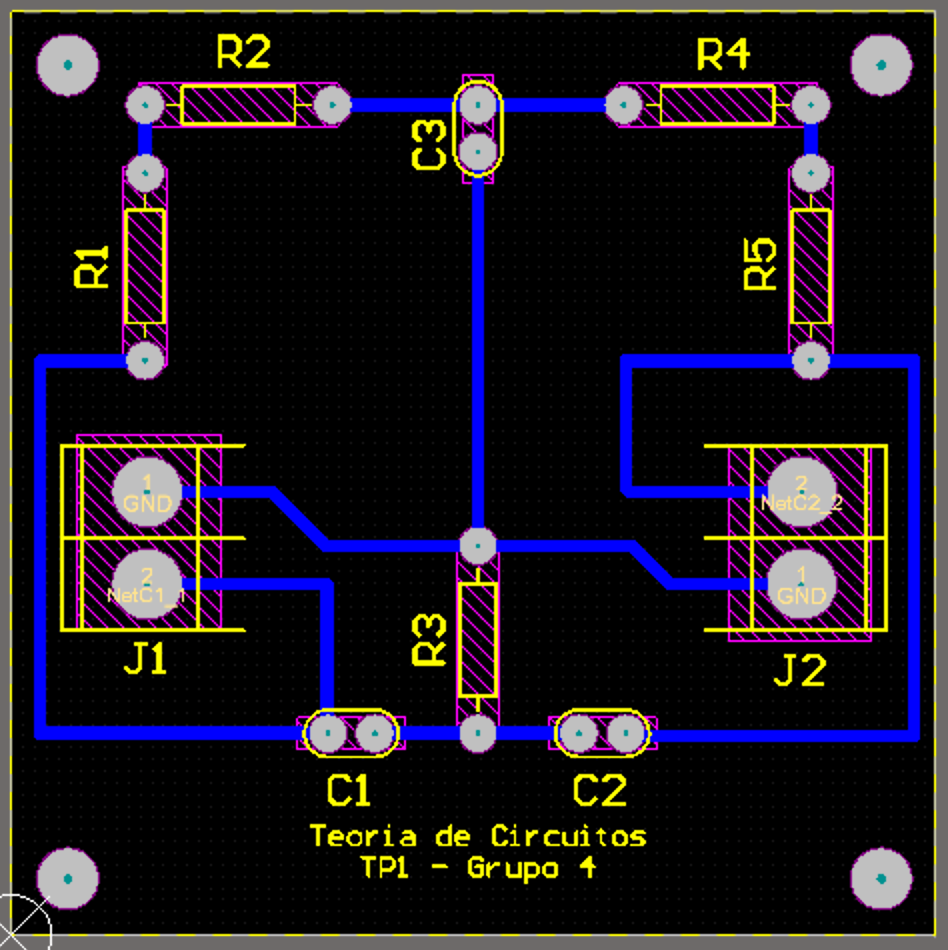 R2
R4
C3
R1
R5
1
GND
2
NetC1_1
J1
2
NetC2_2
1
GND
J2
R3
C1
C2
Teoria de Circuitos
TP1 - Grupo 4